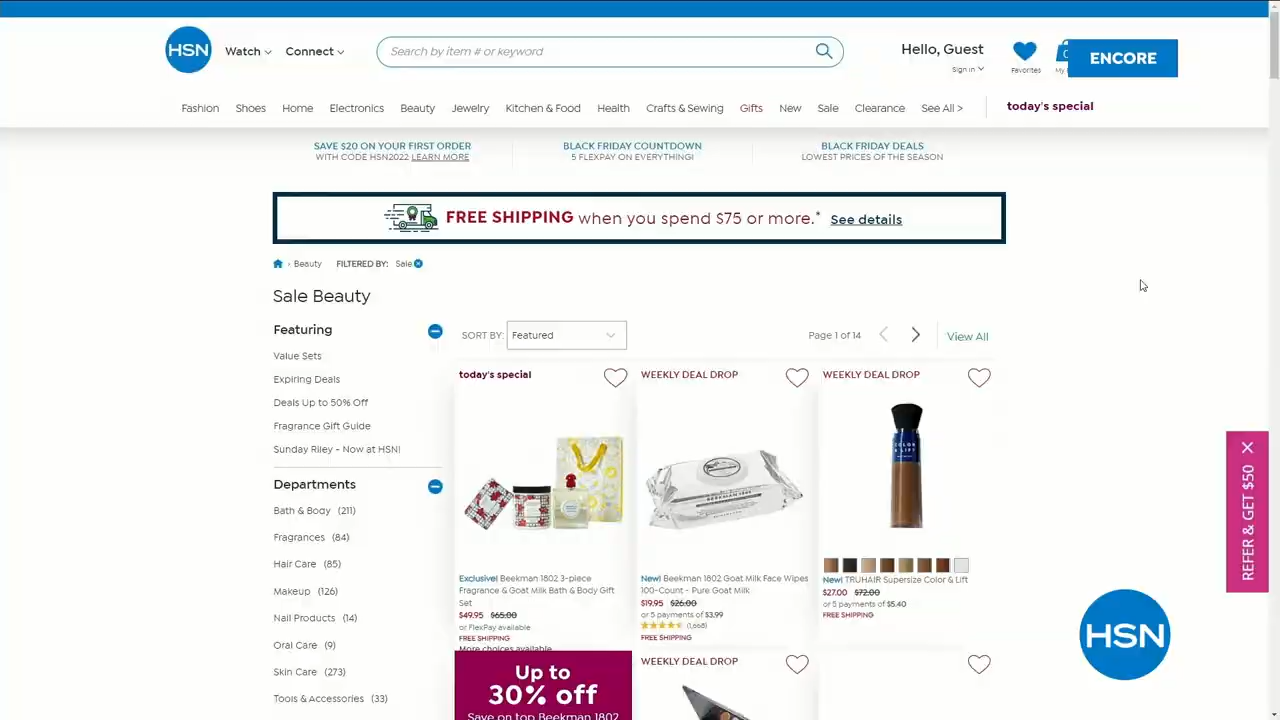 HSN
Watch
Connect
Search by item # or keyword
Hello, Guest
Sign in
Favorites
My
ENCORE
Fashion
Shoes
Home
Electronics
Beauty
Jewelry
Kitchen & Food
Health
Crafts & Sewing
Gifts
New
Sale
Clearance
See All >
today's special
SAVE $20 ON YOUR FIRST ORDER
WITH CODE HSN2022 LEARN MORE
BLACK FRIDAY COUNTDOWN
5 FLEXPAY ON EVERYTHING!
BLACK FRIDAY DEALS
LOWEST PRICES OF THE SEASON
FREE SHIPPING when you spend $75 or more.* See details
› Beauty FILTERED BY: Sale
Sale Beauty
Featuring
Value Sets
Expiring Deals
Deals Up to 50% Off
Fragrance Gift Guide
Sunday Riley - Now at HSN!
Departments
Bath & Body (211)
Fragrances (84)
Hair Care (85)
Makeup (126)
Nail Products (14)
Oral Care (9)
Skin Care (273)
Tools & Accessories (33)
SORT BY: Featured
Page 1 of 14
View All
today's special
Exclusive! Beekman 1802 3-piece
Fragrance & Goat Milk Bath & Body Gift
Set
$49.95 $65.00
or FlexPay available
FREE SHIPPING
More choices available
WEEKLY DEAL DROP
BEEKMAN 1802
New! Beekman 1802 Goat Milk Face Wipes
100-Count - Pure Goat Milk
$19.95 $26.00
or 5 payments of $3.99
(1,668)
FREE SHIPPING
WEEKLY DEAL DROP
COLOR
& LIFT
New! TRUHAIR Supersize Color & Lift
$27.00 $72.00
or 5 payments of $5.40
FREE SHIPPING
Up to
30% off
Save on top Beekman 1802
WEEKLY DEAL DROP
REFER & GET $50
HSN